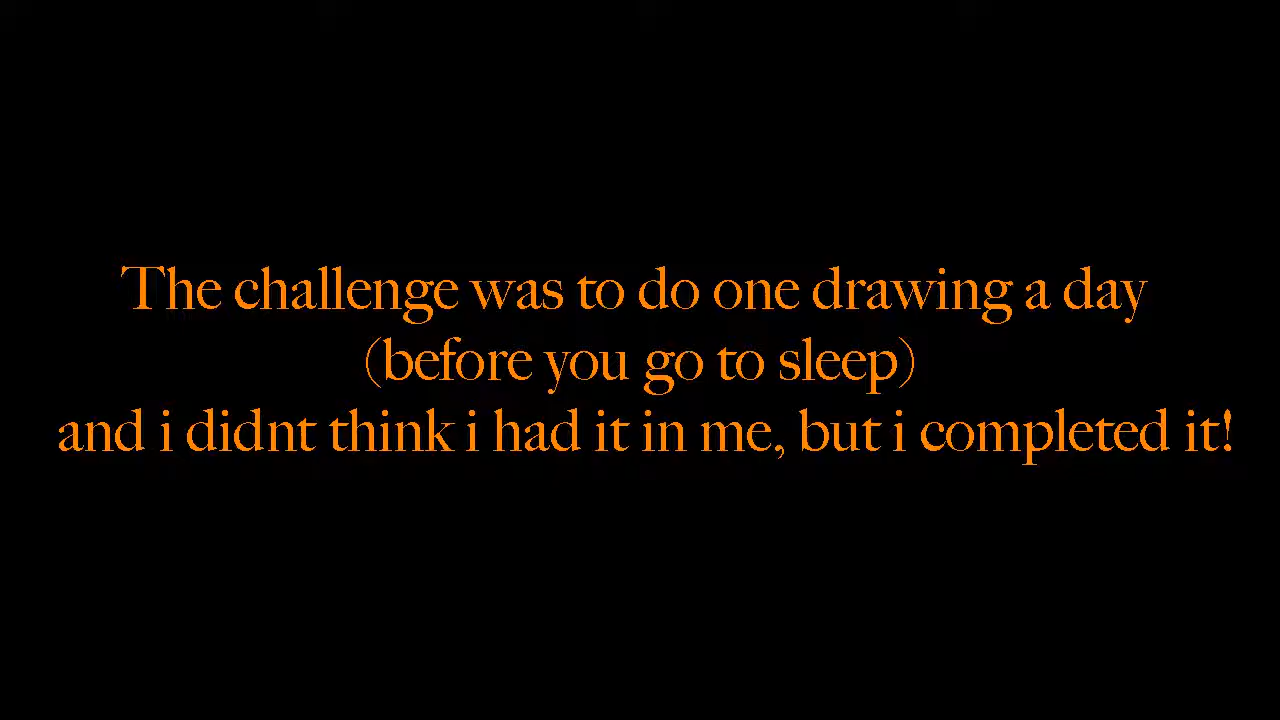 The challenge was to do one drawing a day
(before you go to sleep)
and i didnt think i had it in me, but i completed it!